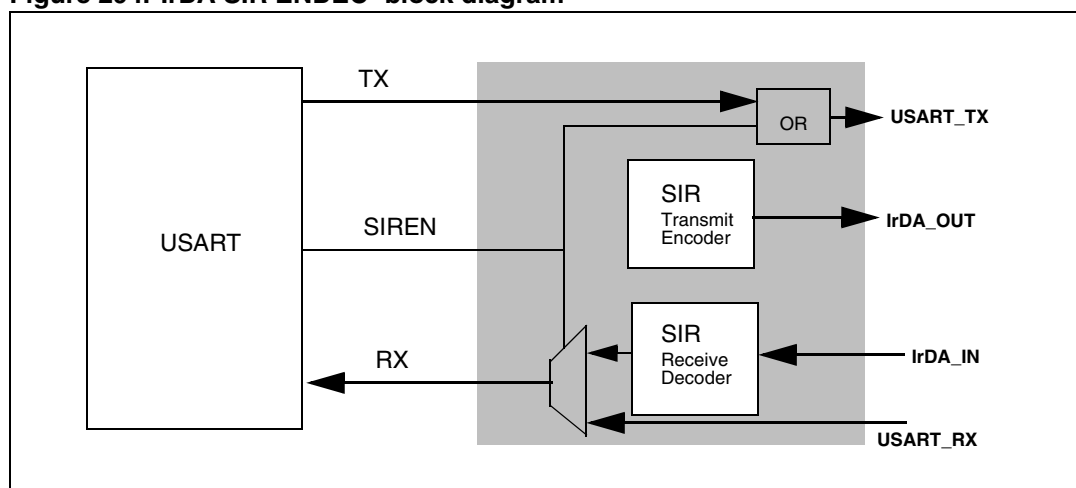 TX
OR
USART_TX
SIR
Transmit
Encoder
IrDA_OUT
SIREN
USART
SIR
Receive
Decoder
RX
IrDA_IN
USART_RX